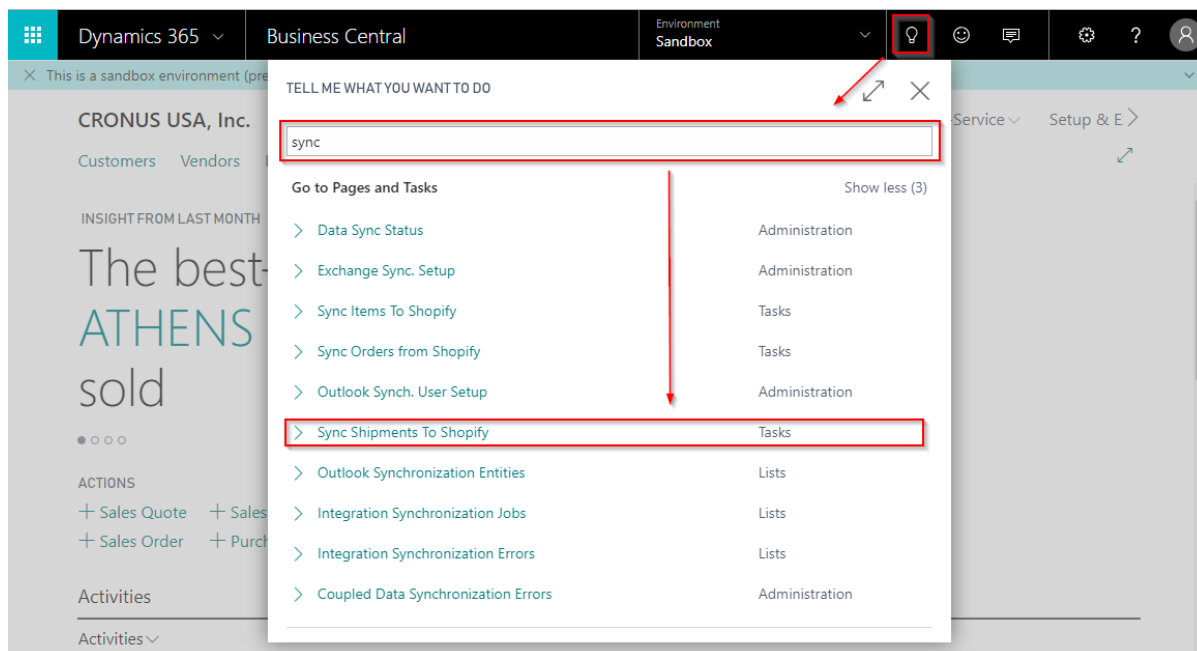 Dynamics 365
Business Central
Environment
Sandbox
?
This is a sandbox environment (pre
TELL ME WHAT YOU WANT TO DO
CRONUS USA, Inc.
-Service
Setup & E
sync
Customers Vendors
Go to Pages and Tasks
Show less (3)
INSIGHT FROM LAST MONTH
Data Sync Status Administration
The best-
Exchange Sync. Setup Administration
ATHENS
Sync Items To Shopify Tasks
sold
Sync Orders from Shopify Tasks
Outlook Synch. User Setup Administration
Sync Shipments To Shopify Tasks
Outlook Synchronization Entities Lists
ACTIONS
+ Sales Quote + Sales
Integration Synchronization Jobs Lists
+ Sales Order + Purch
Integration Synchronization Errors Lists
Coupled Data Synchronization Errors Administration
Activities
Activities